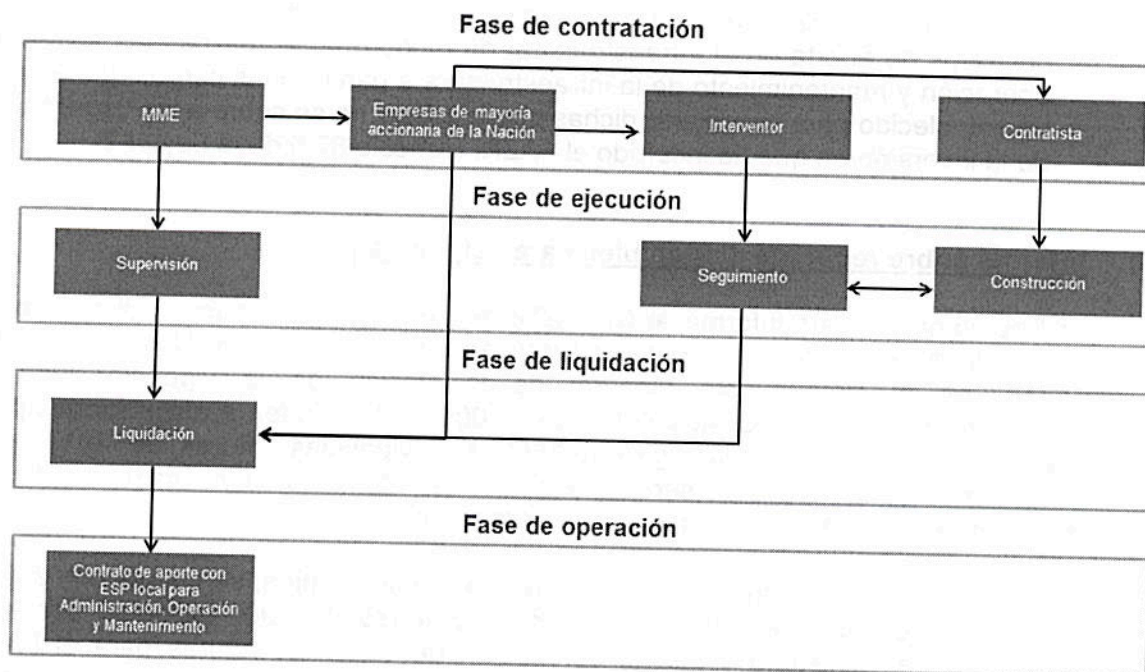 Fase de contratación
MME
Empresas de mayoría
accionaria de la Nación
Interventor
Contratista
Fase de ejecución
Supervisión
Seguimiento
Construcción
Fase de liquidación
Liquidación
Fase de operación
Contrato de aporte con
ESP local para
Administración, Operación
y Mantenimiento